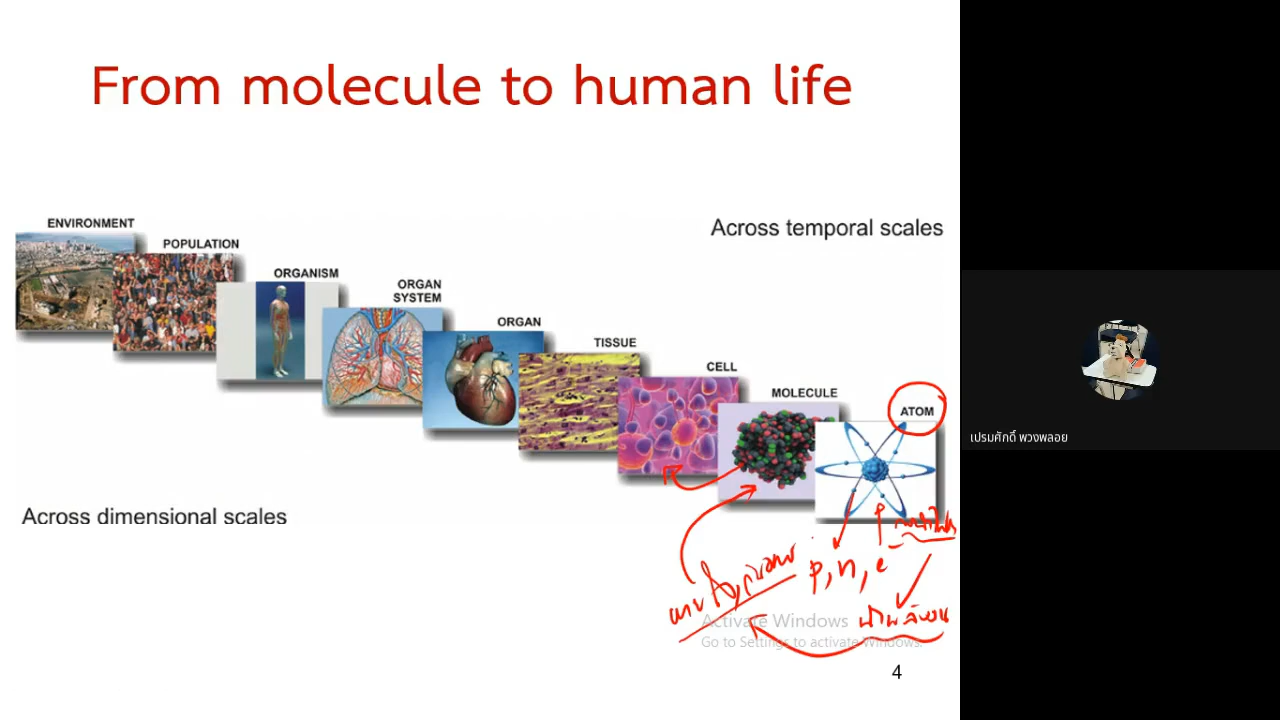 From molecule to human life
Across temporal scales
ENVIRONMENT
POPULATION
ORGANISM
ORGAN
SYSTEM
ORGAN
TISSUE
CELL
MOLECULE
ATOM
เปรมศักดิ์ พวงพลอย
Across dimensional scales
p, n, e
Activate Windows
Go to Settings to activate Windows.
4